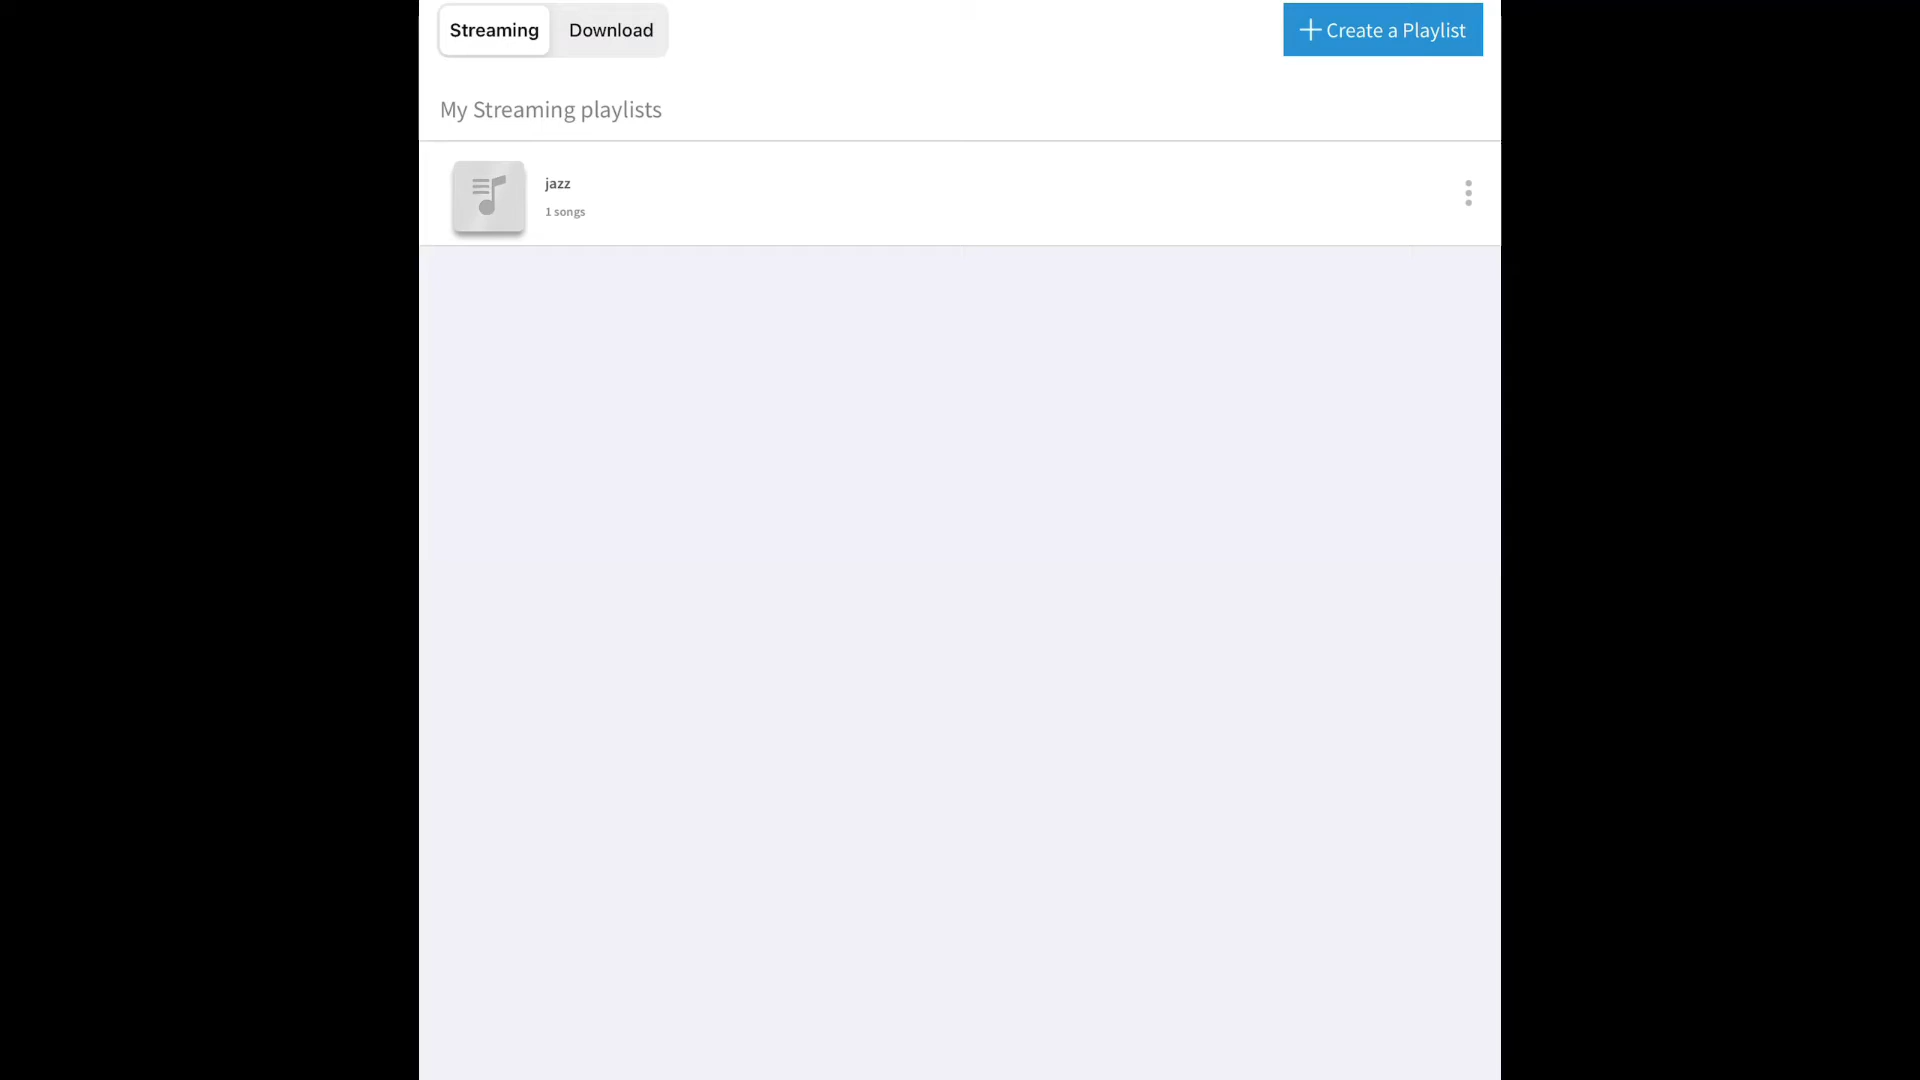 Streaming
Download
Create a Playlist
My Streaming playlists
jazz
1 songs